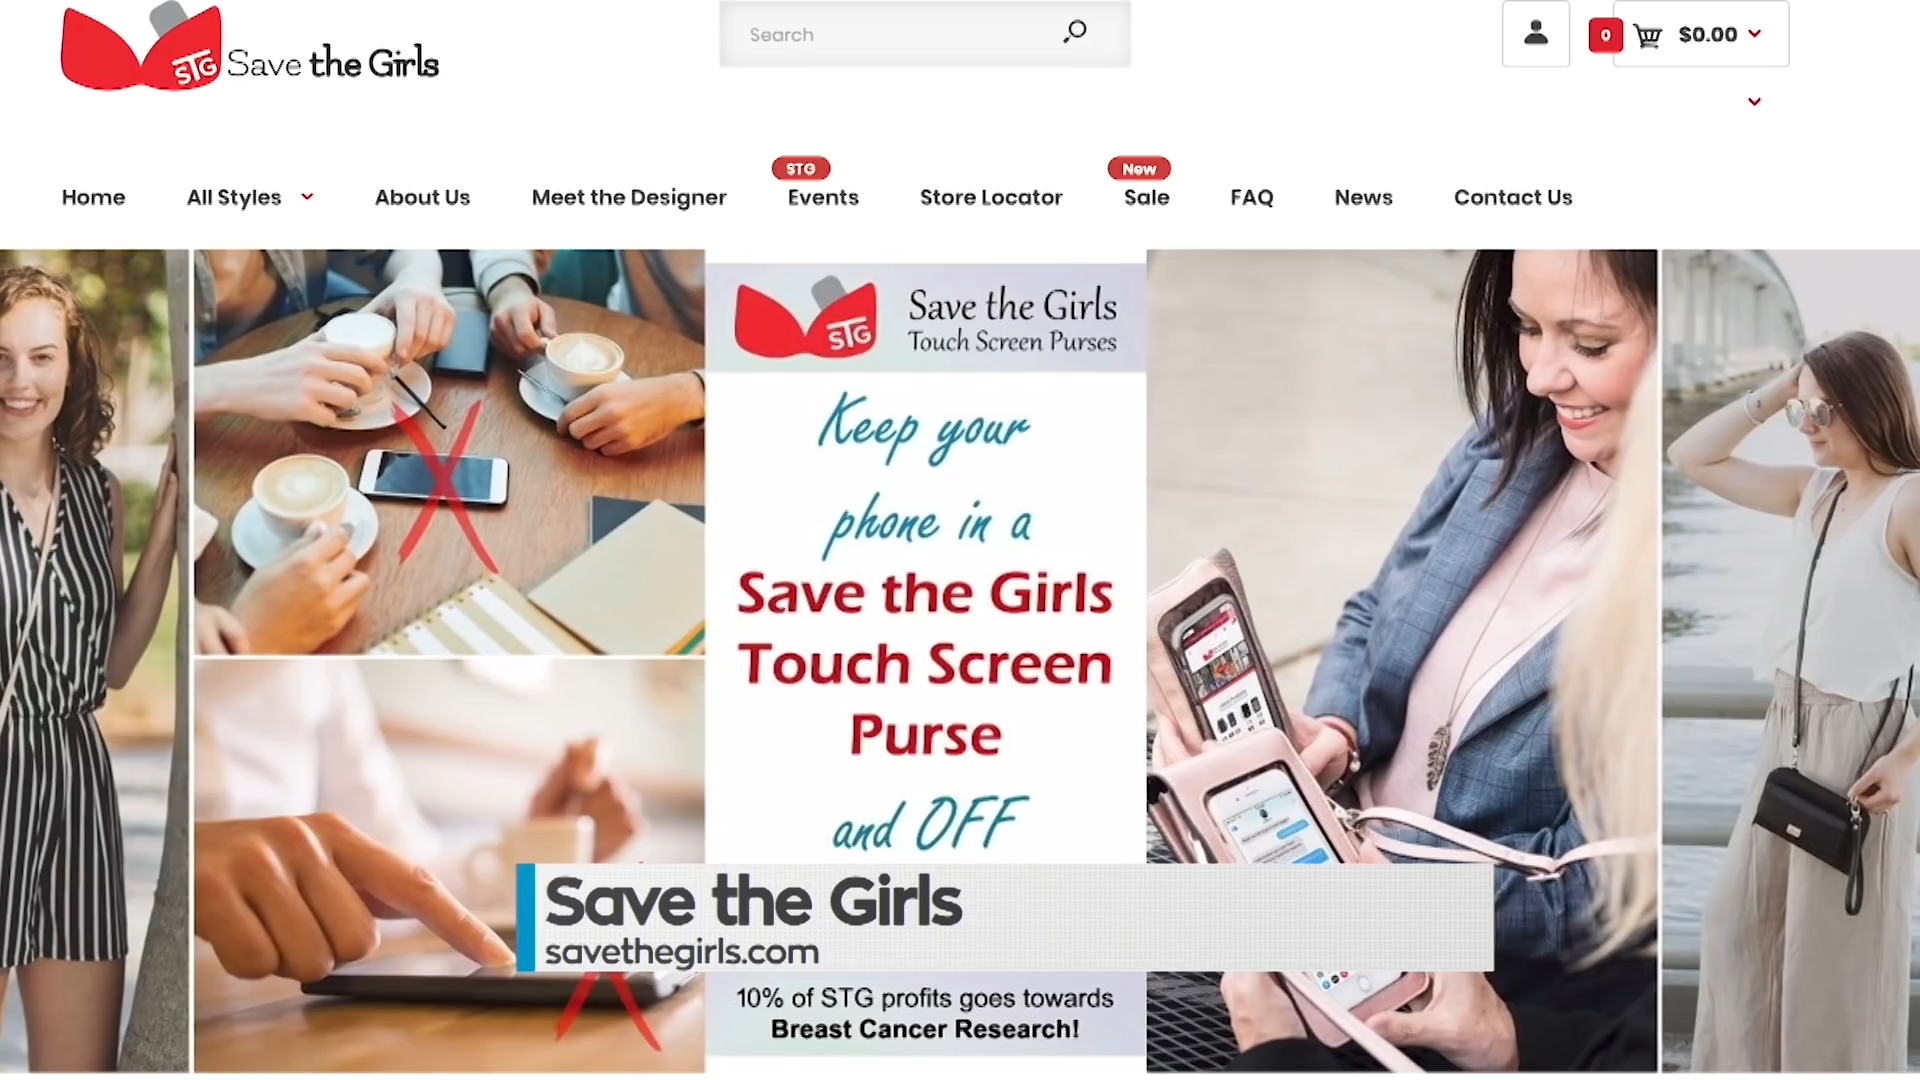 STG
Save the Girls
Search
0
$0.00
STG
New
Home
All Styles
About Us
Meet the Designer
Events
Store Locator
Sale
FAQ
News
Contact Us
STG
Save the Girls
Touch Screen Purses
Keep your
phone in a
Save the Girls
Touch Screen
Purse
and OFF
Save the Girls
savethegirls.com
10% of STG profits goes towards
Breast Cancer Research!